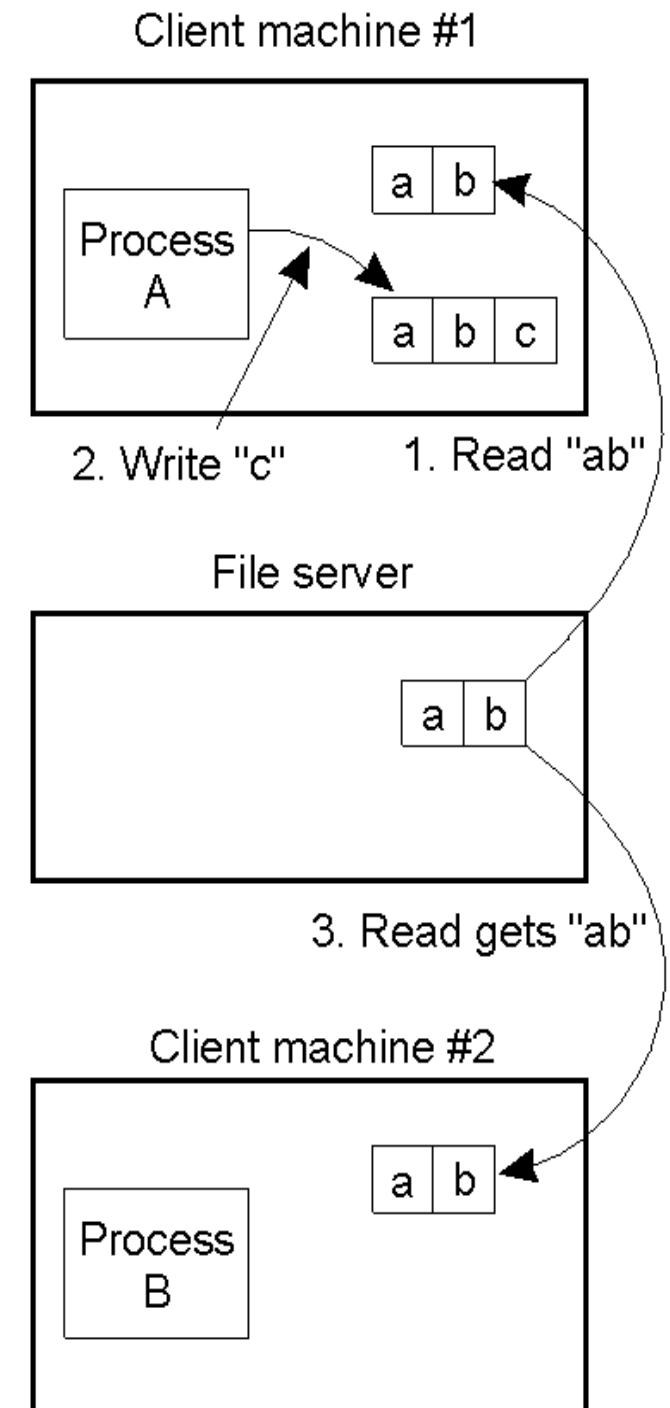 Client machine #1
a b
Process
A
a b c
2. Write "c"
1. Read "ab"
File server
a b
3. Read gets "ab"
Client machine #2
a b
Process
B